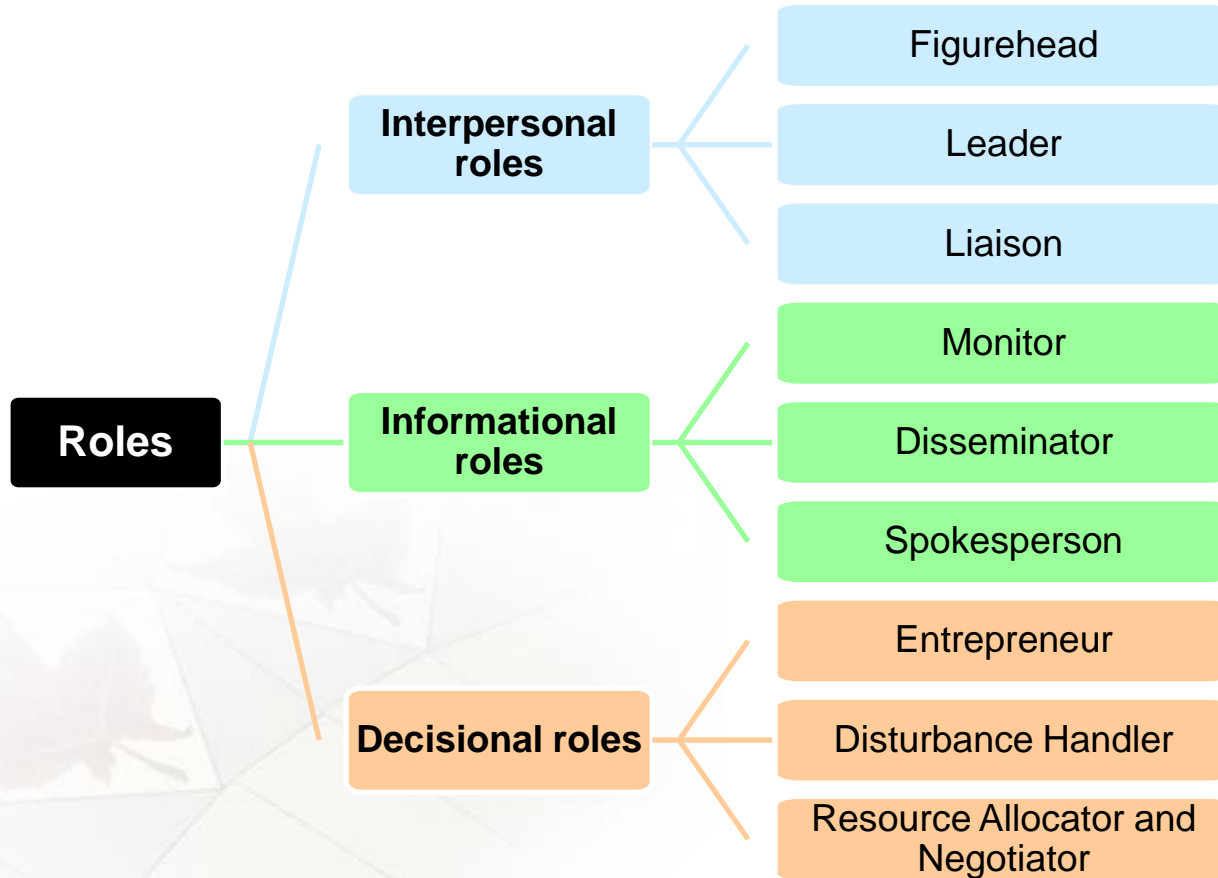 Roles
Interpersonal
roles
Figurehead
Leader
Liaison
Informational
roles
Monitor
Disseminator
Spokesperson
Decisional roles
Entrepreneur
Disturbance Handler
Resource Allocator and
Negotiator